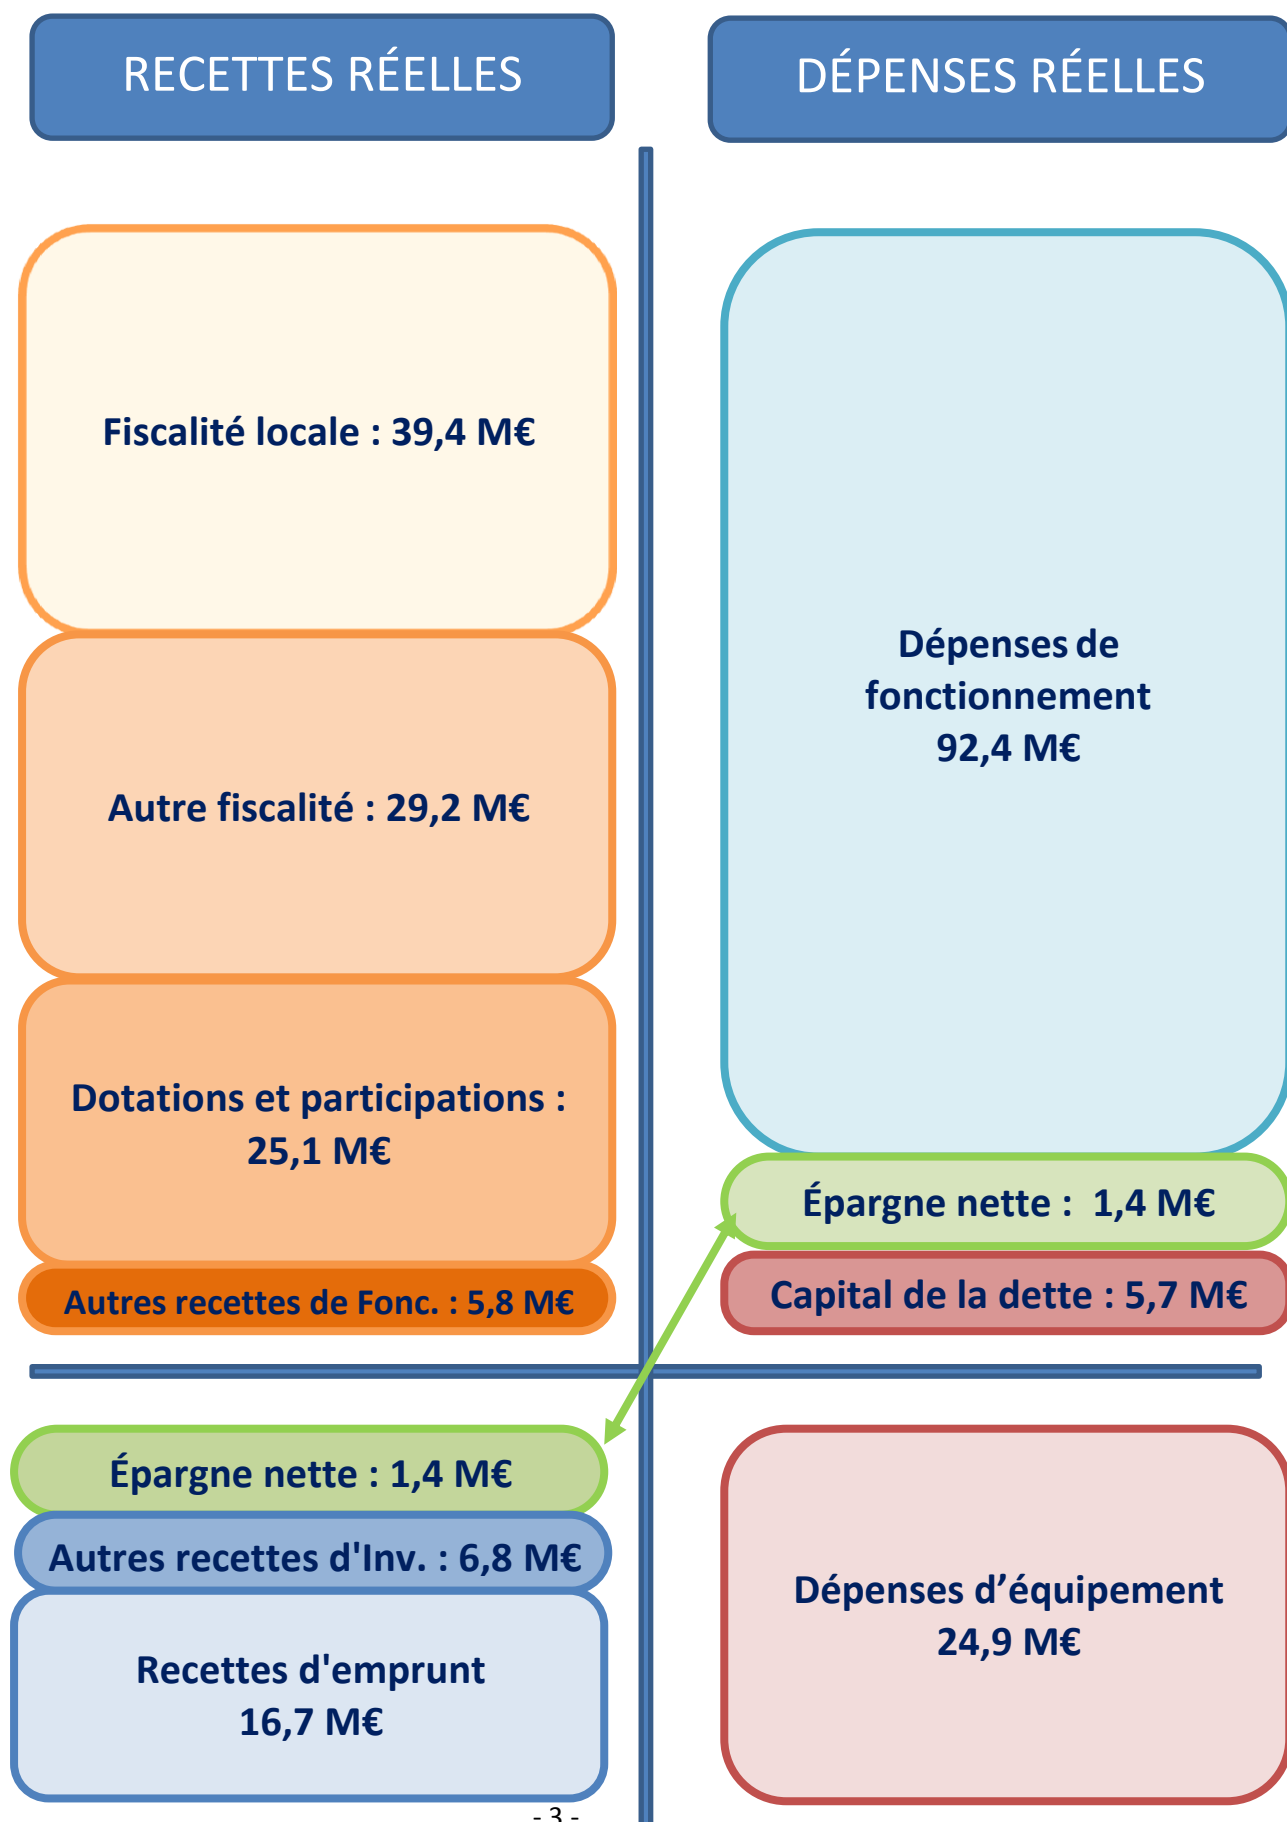 RECETTES RÉELLES
DÉPENSES RÉELLES
Fiscalité locale : 39,4 M€
Autre fiscalité : 29,2 M€
Dotations et participations :
25,1 M€
Autres recettes de Fonc. : 5,8 M€
Dépenses de
fonctionnement
92,4 M€
Épargne nette : 1,4 M€
Capital de la dette : 5,7 M€
Épargne nette : 1,4 M€
Autres recettes d'Inv. : 6,8 M€
Recettes d'emprunt
16,7 M€
Dépenses d’équipement
24,9 M€
- 3 -